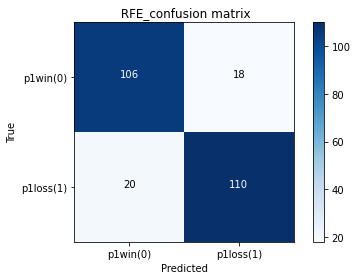 RFE_confusion matrix
True
p1win(0)
106
18
p1loss(1)
20
110
p1win(0)
p1loss(1)
Predicted
100
80
60
40
20